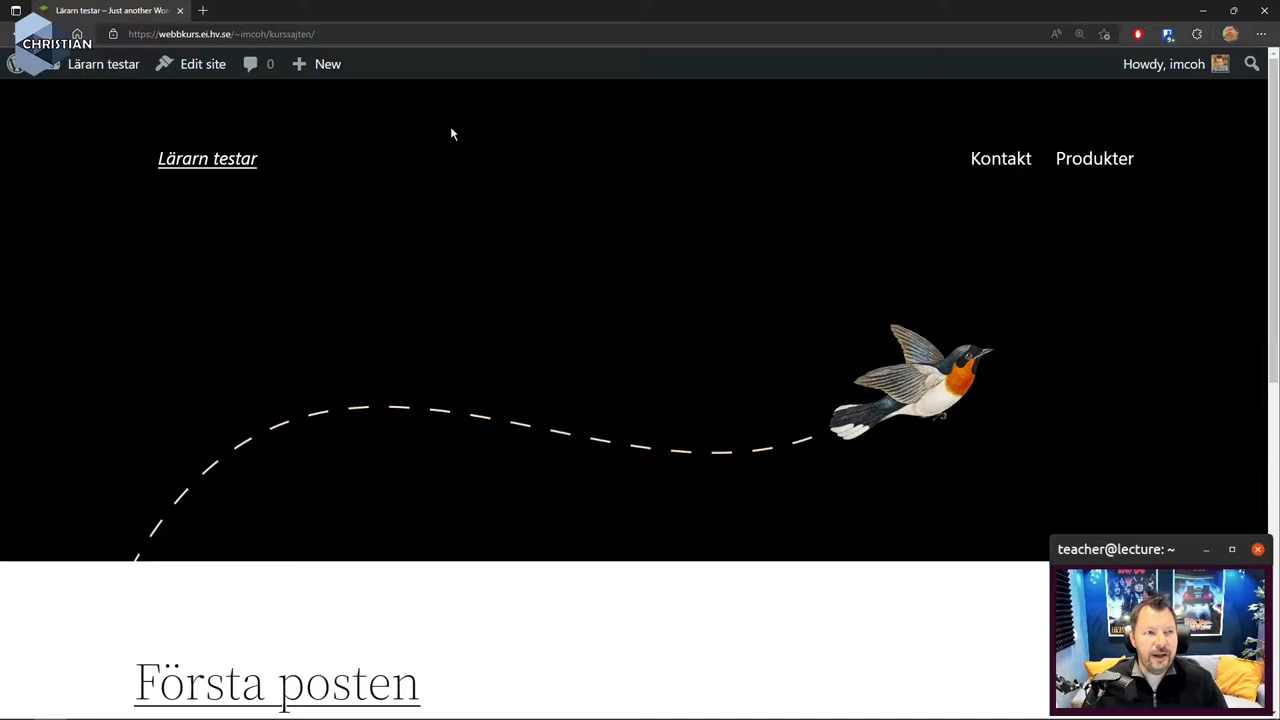 Lärarn testar – Just another Wor
https://webbkurs.ei.hv.se/~imcoh/kurssajten/
CHRISTIAN
Lärarn testar
Edit site
0
New
Howdy, imcoh
Lärarn testar
Kontakt
Produkter
teacher@lecture: ~
Första posten